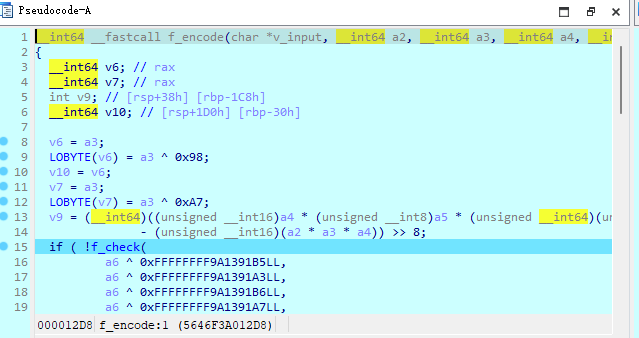 Pseudocode-A
1 __int64 __fastcall f_encode(char *v_input, __int64 a2, __int64 a3, __int64 a4, __in
2 {
3 __int64 v6; // rax
4 __int64 v7; // rax
5 int v9; // [rsp+38h] [rbp-1C8h]
6 __int64 v10; // [rsp+1D0h] [rbp-30h]
7
8 v6 = a3;
9 LOBYTE(v6) = a3 ^ 0x98;
10 v10 = v6;
11 v7 = a3;
12 LOBYTE(v7) = a3 ^ 0xA7;
13 v9 = (__int64)((unsigned __int16)a4 * (unsigned __int8)a5 * (unsigned __int64)(u
14 - (unsigned __int16)(a2 * a3 * a4)) >> 8;
15 if ( !f_check(
16 a6 ^ 0xFFFFFFFF9A1391B5LL,
17 a6 ^ 0xFFFFFFFF9A1391A3LL,
18 a6 ^ 0xFFFFFFFF9A1391B6LL,
19 a6 ^ 0xFFFFFFFF9A1391A7LL,
000012D8 f_encode:1 (5646F3A012D8)